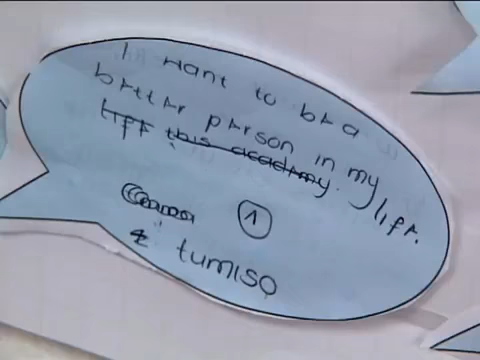 I want to be a
better person in my life.
life this academy.
1
tumiso